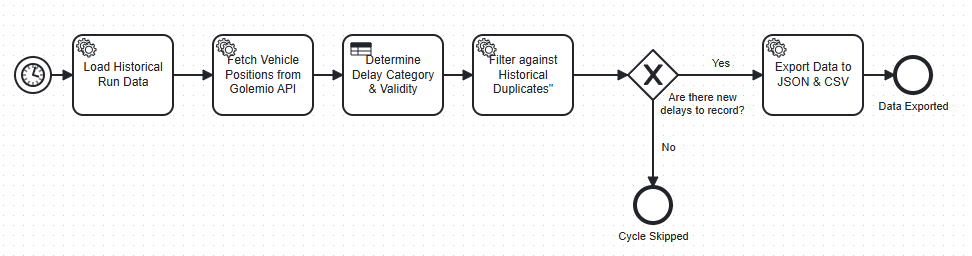 Load Historical
Run Data
Fetch Vehicle
Positions from
Golemio API
Determine
Delay Category
& Validity
"Filter against
Historical
Duplicates"
Yes
Are there new
delays to record?
No
Export Data to
JSON & CSV
Data Exported
Cycle Skipped